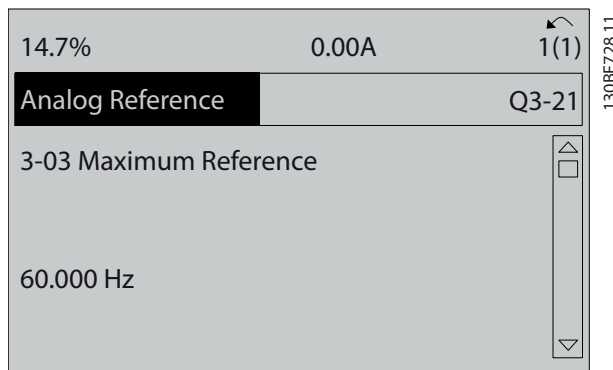 14.7% 0.00A 1(1)
Analog Reference Q3-21
3-03 Maximum Reference
60.000 Hz
130BF728.11